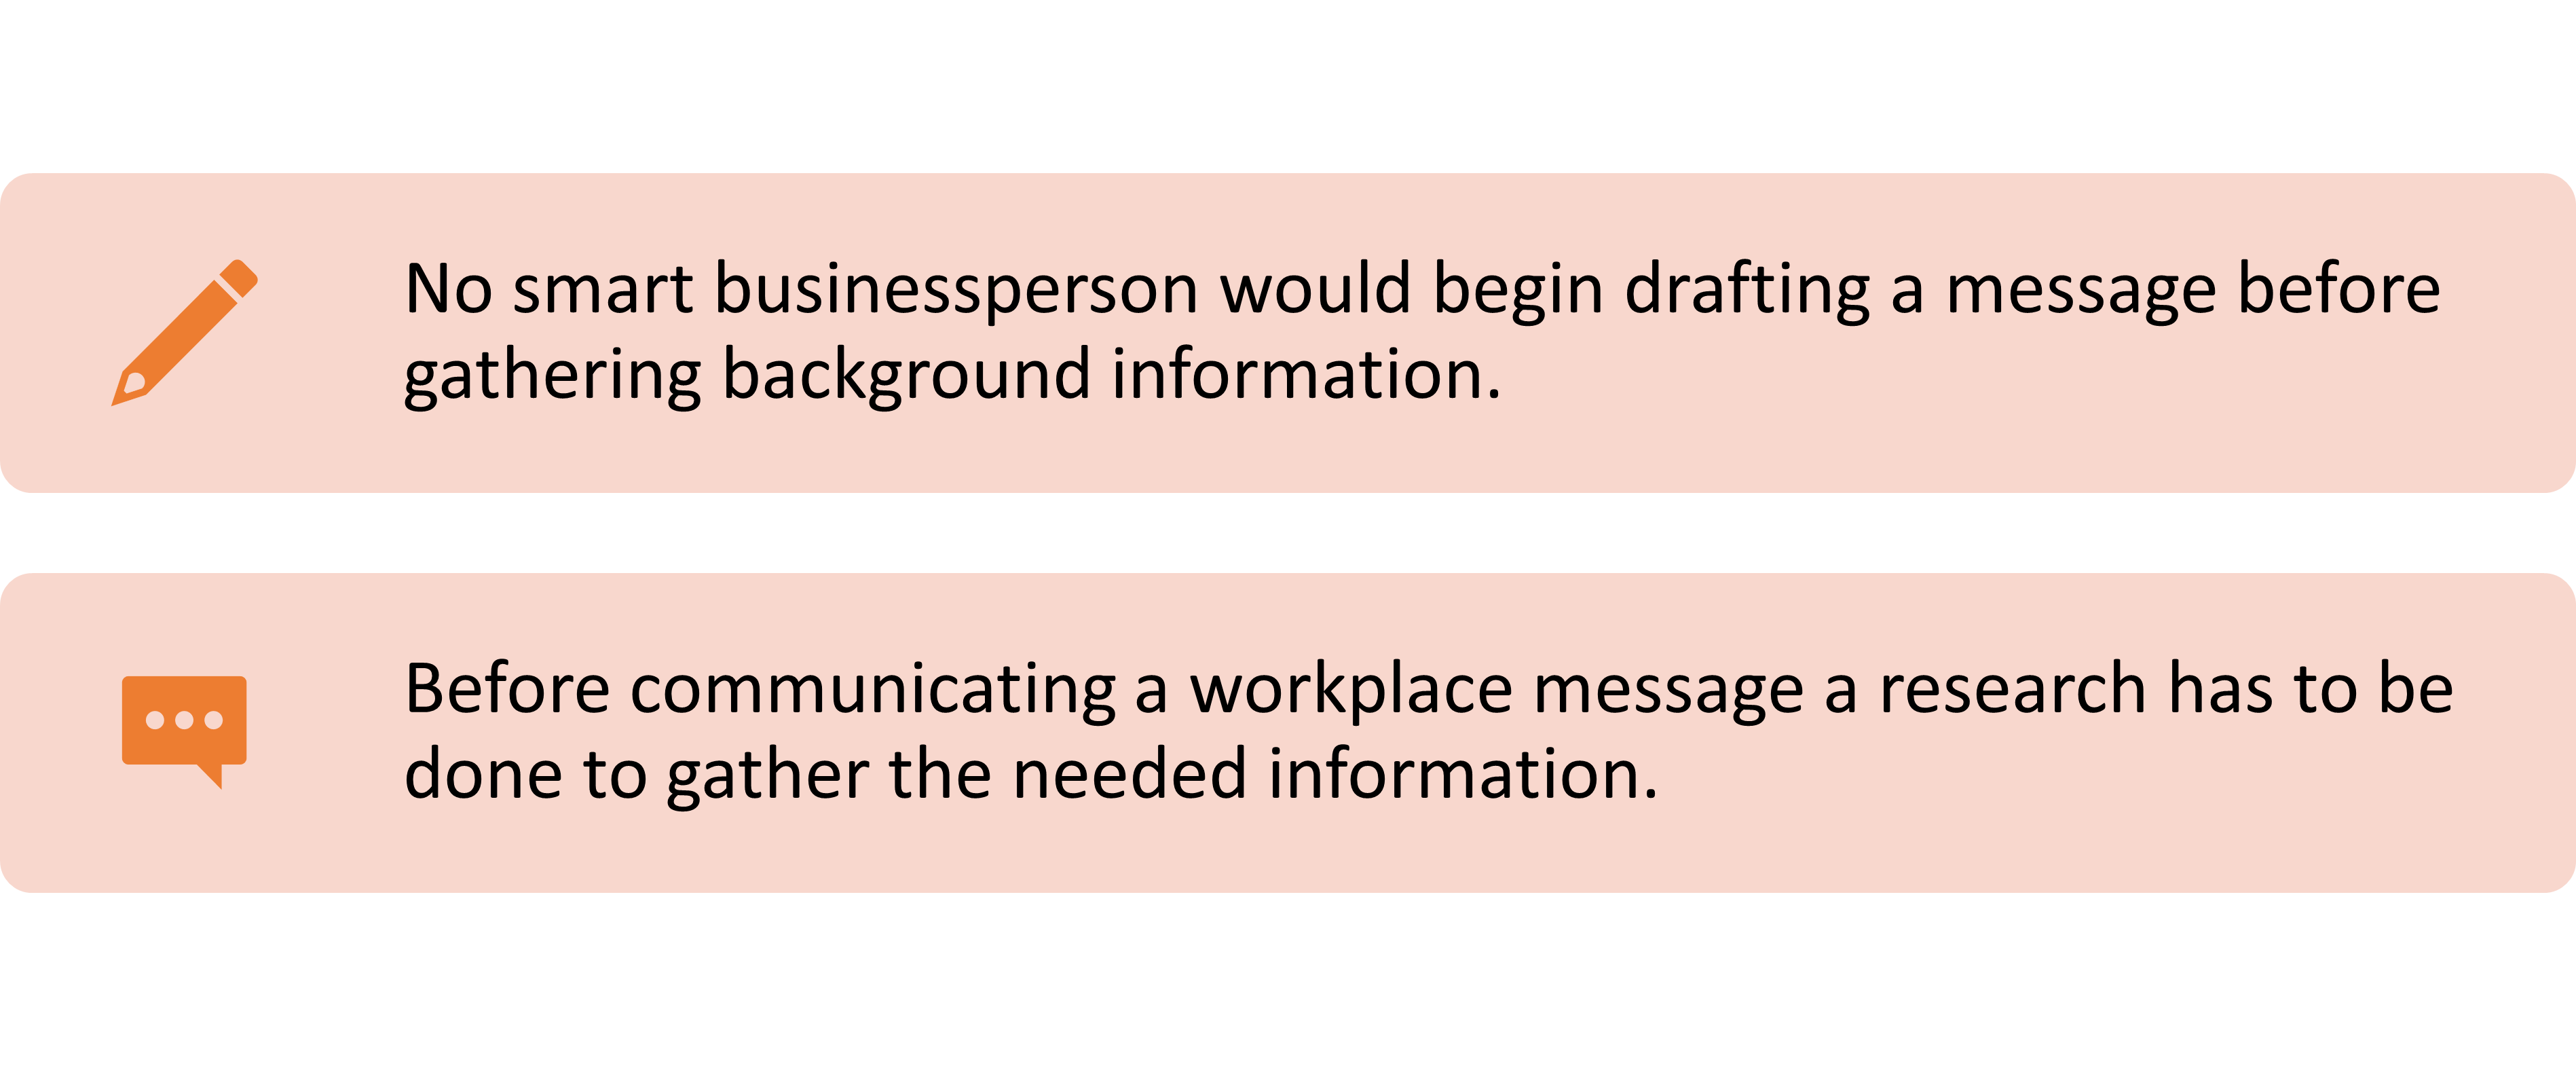 No smart businessperson would begin drafting a message before
gathering background information.
Before communicating a workplace message a research has to be
done to gather the needed information.